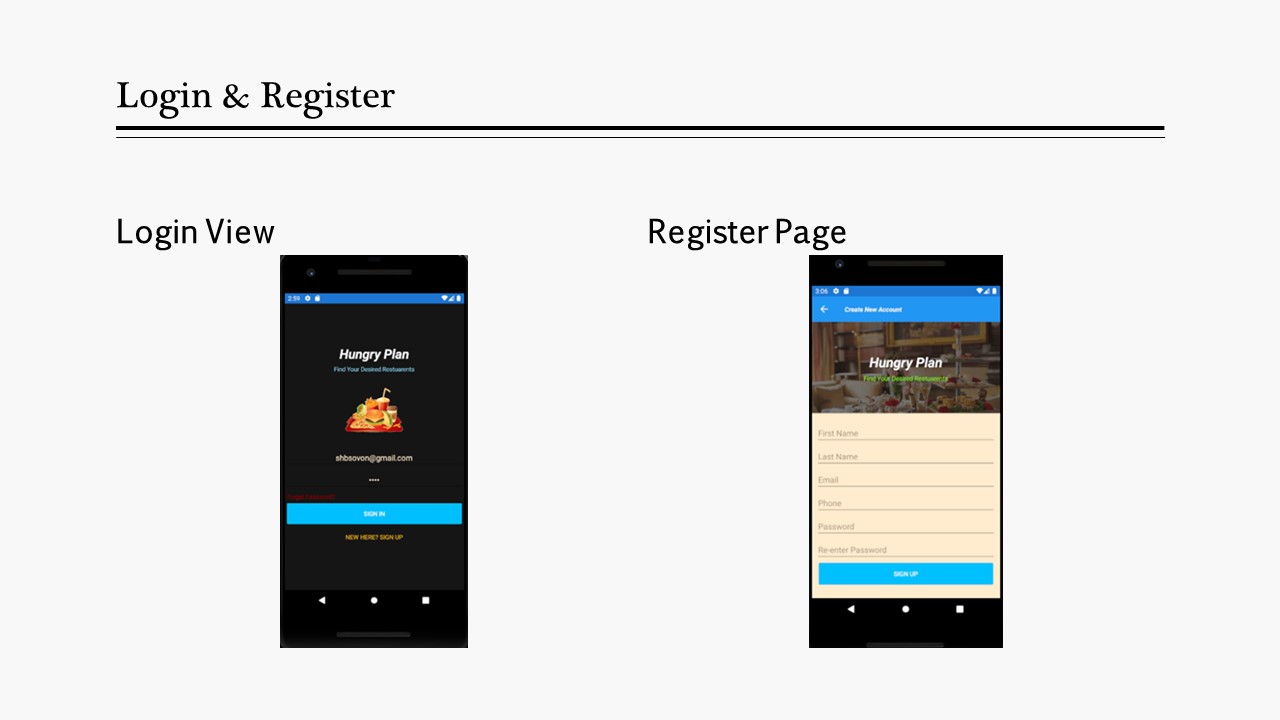 Login & Register
Login View
2:59
Hungry Plan
Find Your Desired Restuarents
shbsovon@gmail.com
••••
Forgot Password?
SIGN IN
NEW HERE? SIGN UP
Register Page
3:06
Create New Account
Hungry Plan
Find Your Desired Restuarents
First Name
Last Name
Email
Phone
Password
Re-enter Password
SIGN UP